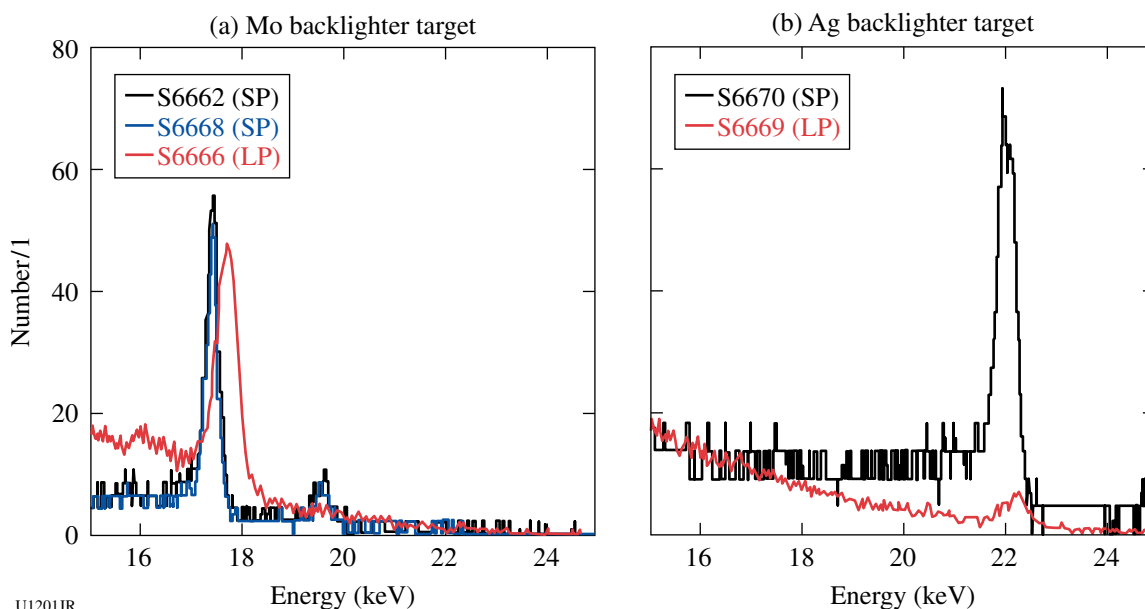 (a) Mo backlighter target
(b) Ag backlighter target
80
60
40
20
0
Number/1
S6662 (SP)
S6668 (SP)
S6666 (LP)
S6670 (SP)
S6669 (LP)
16 18 20 22 24
16 18 20 22 24
Energy (keV)
Energy (keV)
U1201JR